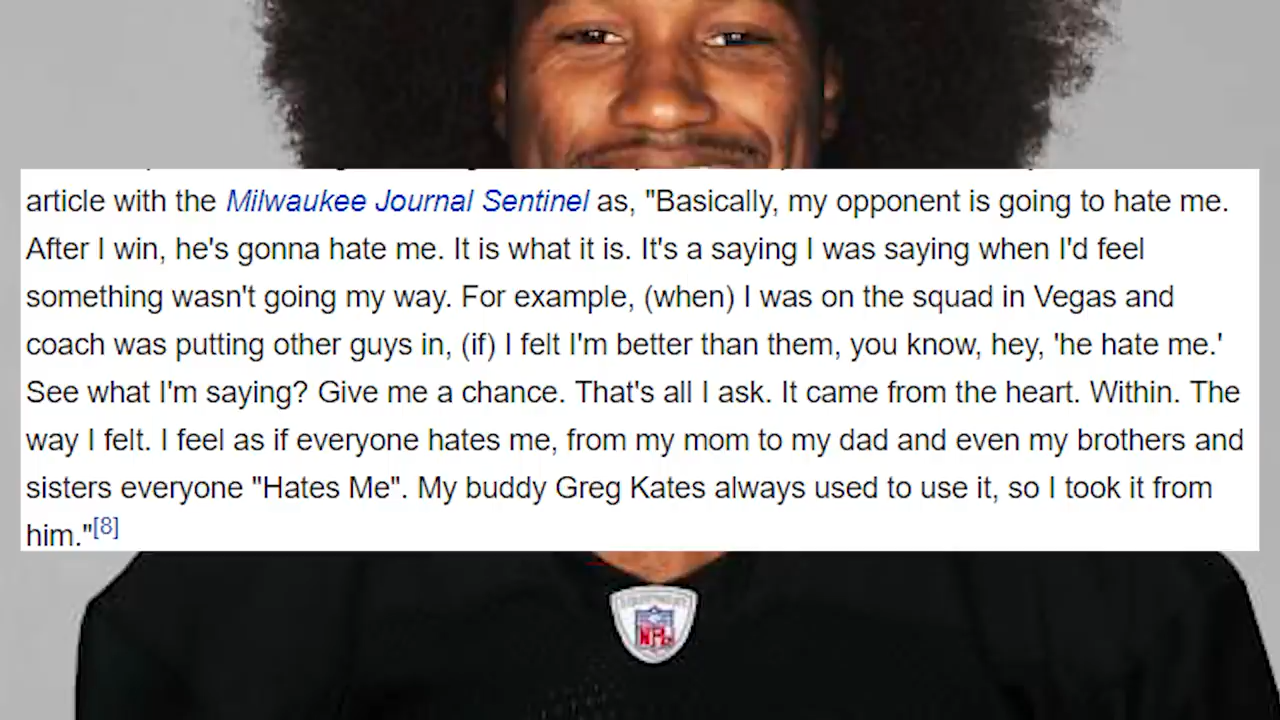 article with the Milwaukee Journal Sentinel as, "Basically, my opponent is going to hate me.
After I win, he's gonna hate me. It is what it is. It's a saying I was saying when I'd feel
something wasn't going my way. For example, (when) I was on the squad in Vegas and
coach was putting other guys in, (if) I felt I'm better than them, you know, hey, 'he hate me.'
See what I'm saying? Give me a chance. That's all I ask. It came from the heart. Within. The
way I felt. I feel as if everyone hates me, from my mom to my dad and even my brothers and
sisters everyone "Hates Me". My buddy Greg Kates always used to use it, so I took it from
him."[8]
EQUIPMENT
NFL